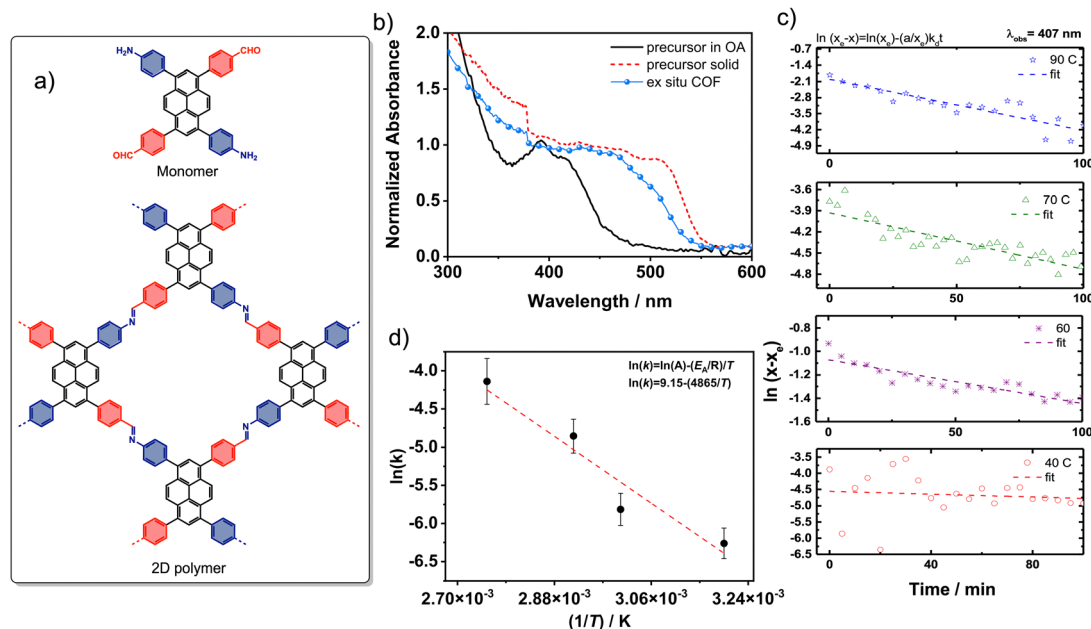 a)
H₂N
CHO
OHC
NH₂
Monomer
N
N
N
N
2D polymer
b)
Normalized Absorbance
2.0
1.5
1.0
0.5
0.0
precursor in OA
precursor solid
ex situ COF
300
400
500
600
Wavelength / nm
c)
ln (xₑ-x)=ln(xₑ)-(a/xₑ)k_d t
λobs = 407 nm
-0.7
-2.1
-2.8
-3.5
-4.2
-4.9
90 C
fit
0
50
100
-3.6
-3.9
-4.2
-4.5
-4.8
70 C
fit
0
50
100
ln (x-xₑ)
-0.8
-1.0
-1.2
-1.4
-1.6
60
fit
0
50
100
-3.5
-4.0
-4.5
-5.0
-5.5
-6.5
40 C
fit
0
40
80
Time / min
d)
ln(k)
-4.0
-4.5
-5.0
-5.5
-6.0
-6.5
ln(k)=ln(A)-(E_A/R)/T
ln(k)=9.15-(4865/T)
2.70×10⁻³
2.88×10⁻³
3.06×10⁻³
3.24×10⁻³
(1/T) / K